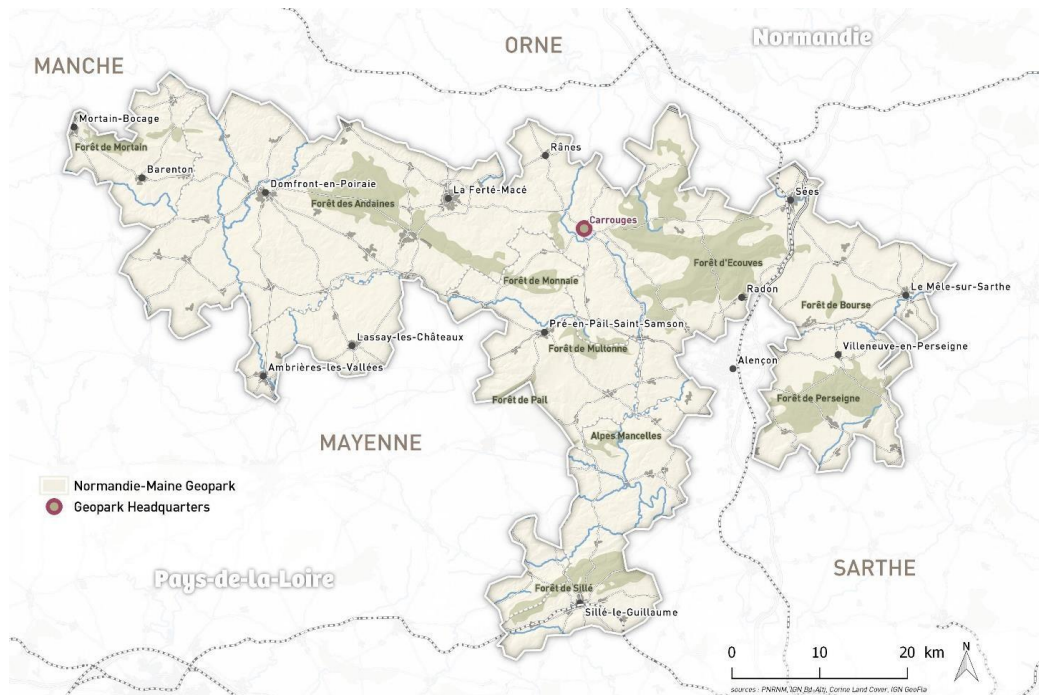 ORNE
Normandie
MANCHE
Mortain-Bocage
Forêt de Mortain
Rânes
Barenton
Domfront-en-Poiraie
La Ferté-Macé
Sées
Forêt des Andaines
Carrouges
Forêt d'Ecouves
Forêt de Monnaie
Radon
Le Mêle-sur-Sarthe
Forêt de Bourse
Pré-en-Pail-Saint-Samson
Lassay-les-Châteaux
Forêt de Multonne
Villeneuve-en-Perseigne
Alençon
Ambrières-les-Vallées
Forêt de Pail
Forêt de Perseigne
MAYENNE
Alpes Mancelles
Normandie-Maine Geopark
Geopark Headquarters
SARTHE
Pays-de-la-Loire
Forêt de Sillé
Sillé-le-Guillaume
0 10 20 km
N
sources : PNRNM, IGN Bd-Alti, Corine Land Cover, IGN GeoFla